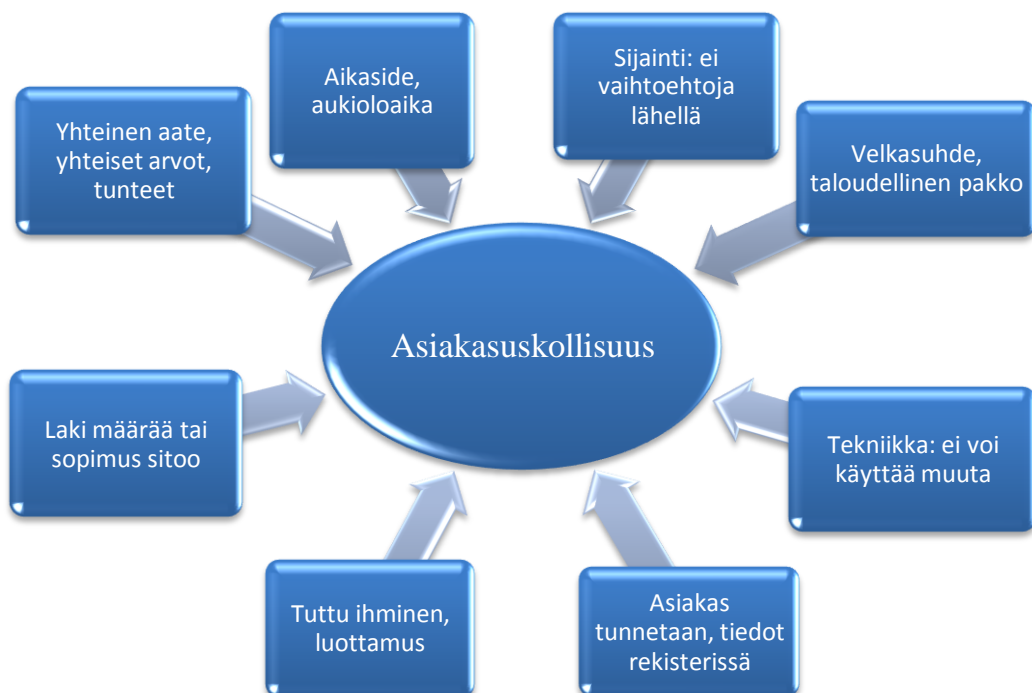 Aikaside,
aukioloaika
Sijainti: ei
vaihtoehtoja
lähellä
Yhteinen aate,
yhteiset arvot,
tunteet
Velkasuhde,
taloudellinen pakko
Asiakasuskollisuus
Laki määrää tai
sopimus sitoo
Tekniikka: ei voi
käyttää muuta
Tuttu ihminen,
luottamus
Asiakas
tunnetaan, tiedot
rekisterissä